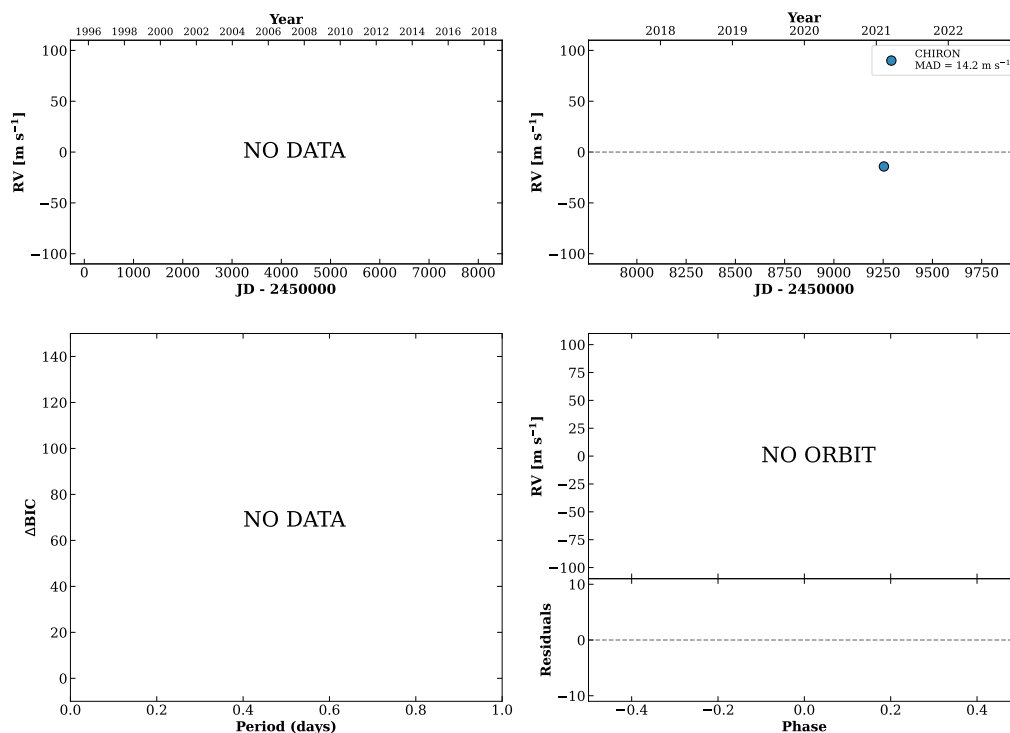 Year
1996 1998 2000 2002 2004 2006 2008 2010 2012 2014 2016 2018
100
50
0
−50
−100
RV [m s⁻¹]
NO DATA
0 1000 2000 3000 4000 5000 6000 7000 8000
JD - 2450000
Year
2018 2019 2020 2021 2022
CHIRON
MAD = 14.2 m s⁻¹
100
50
0
−50
−100
RV [m s⁻¹]
8000 8250 8500 8750 9000 9250 9500 9750
JD - 2450000
140
120
100
80
60
40
20
0
ΔBIC
NO DATA
0.0 0.2 0.4 0.6 0.8 1.0
Period (days)
100
75
50
25
0
−25
−50
−75
−100
RV [m s⁻¹]
NO ORBIT
10
0
−10
Residuals
−0.4 −0.2 0.0 0.2 0.4
Phase